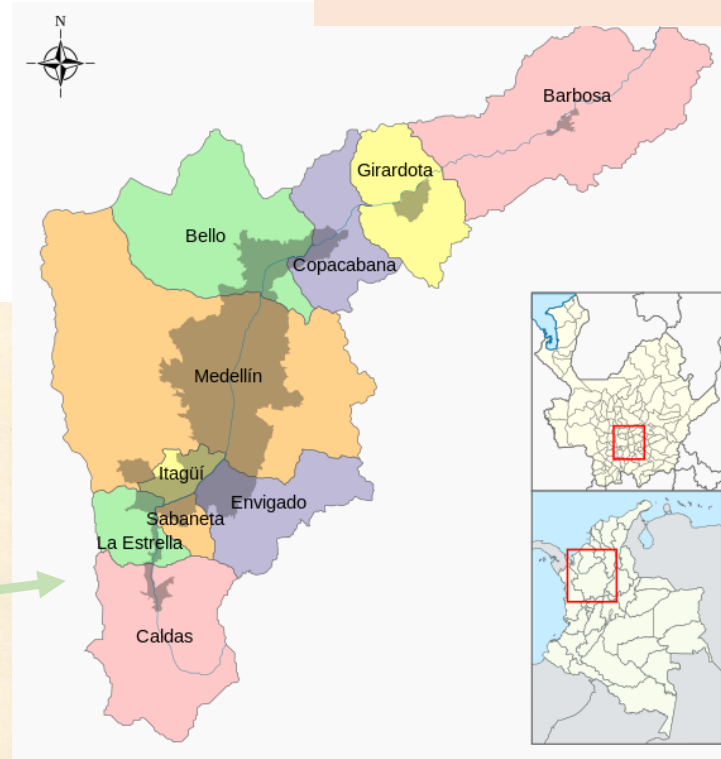 N
Barbosa
Girardota
Bello
Copacabana
Medellín
Itagüí
Envigado
Sabaneta
La Estrella
Caldas